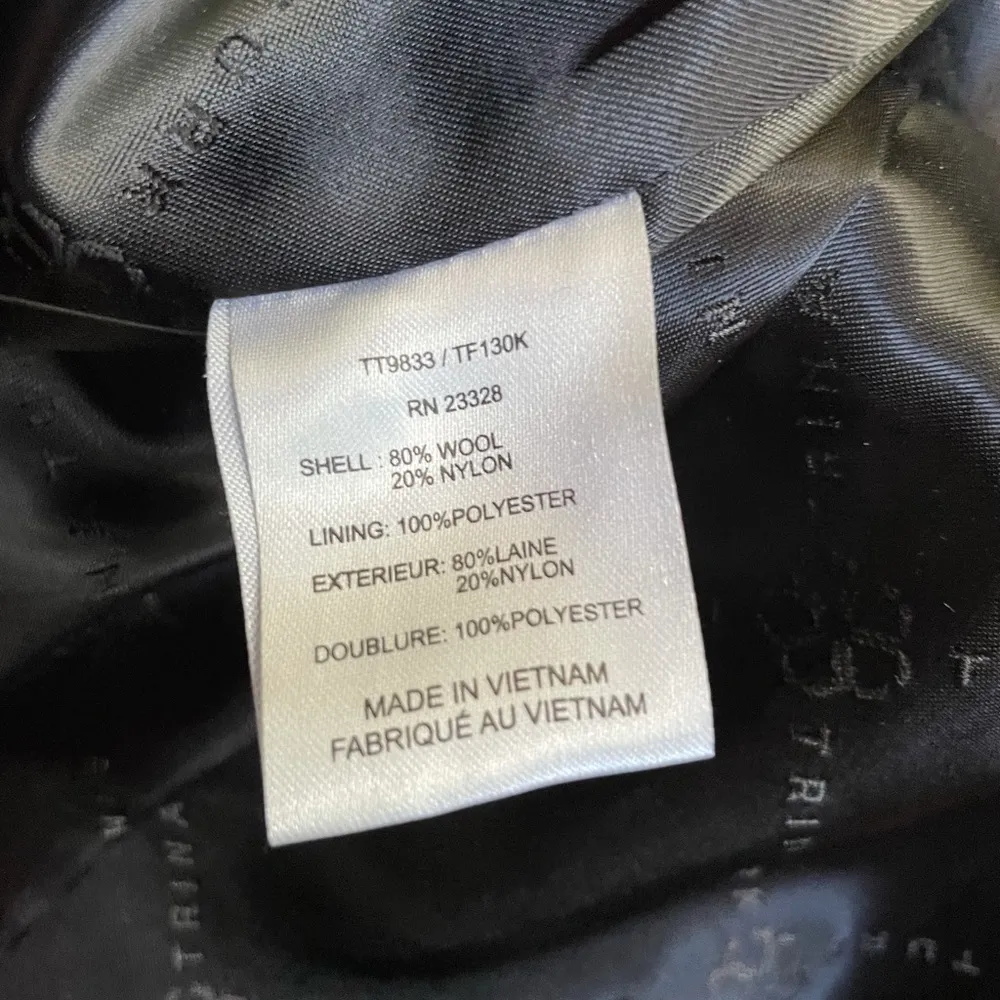 TT9833 / TF130K
RN 23328
SHELL : 80% WOOL
20% NYLON
LINING: 100%POLYESTER
EXTERIEUR: 80%LAINE
20%NYLON
DOUBLURE: 100%POLYESTER
MADE IN VIETNAM
FABRIQUÉ AU VIETNAM